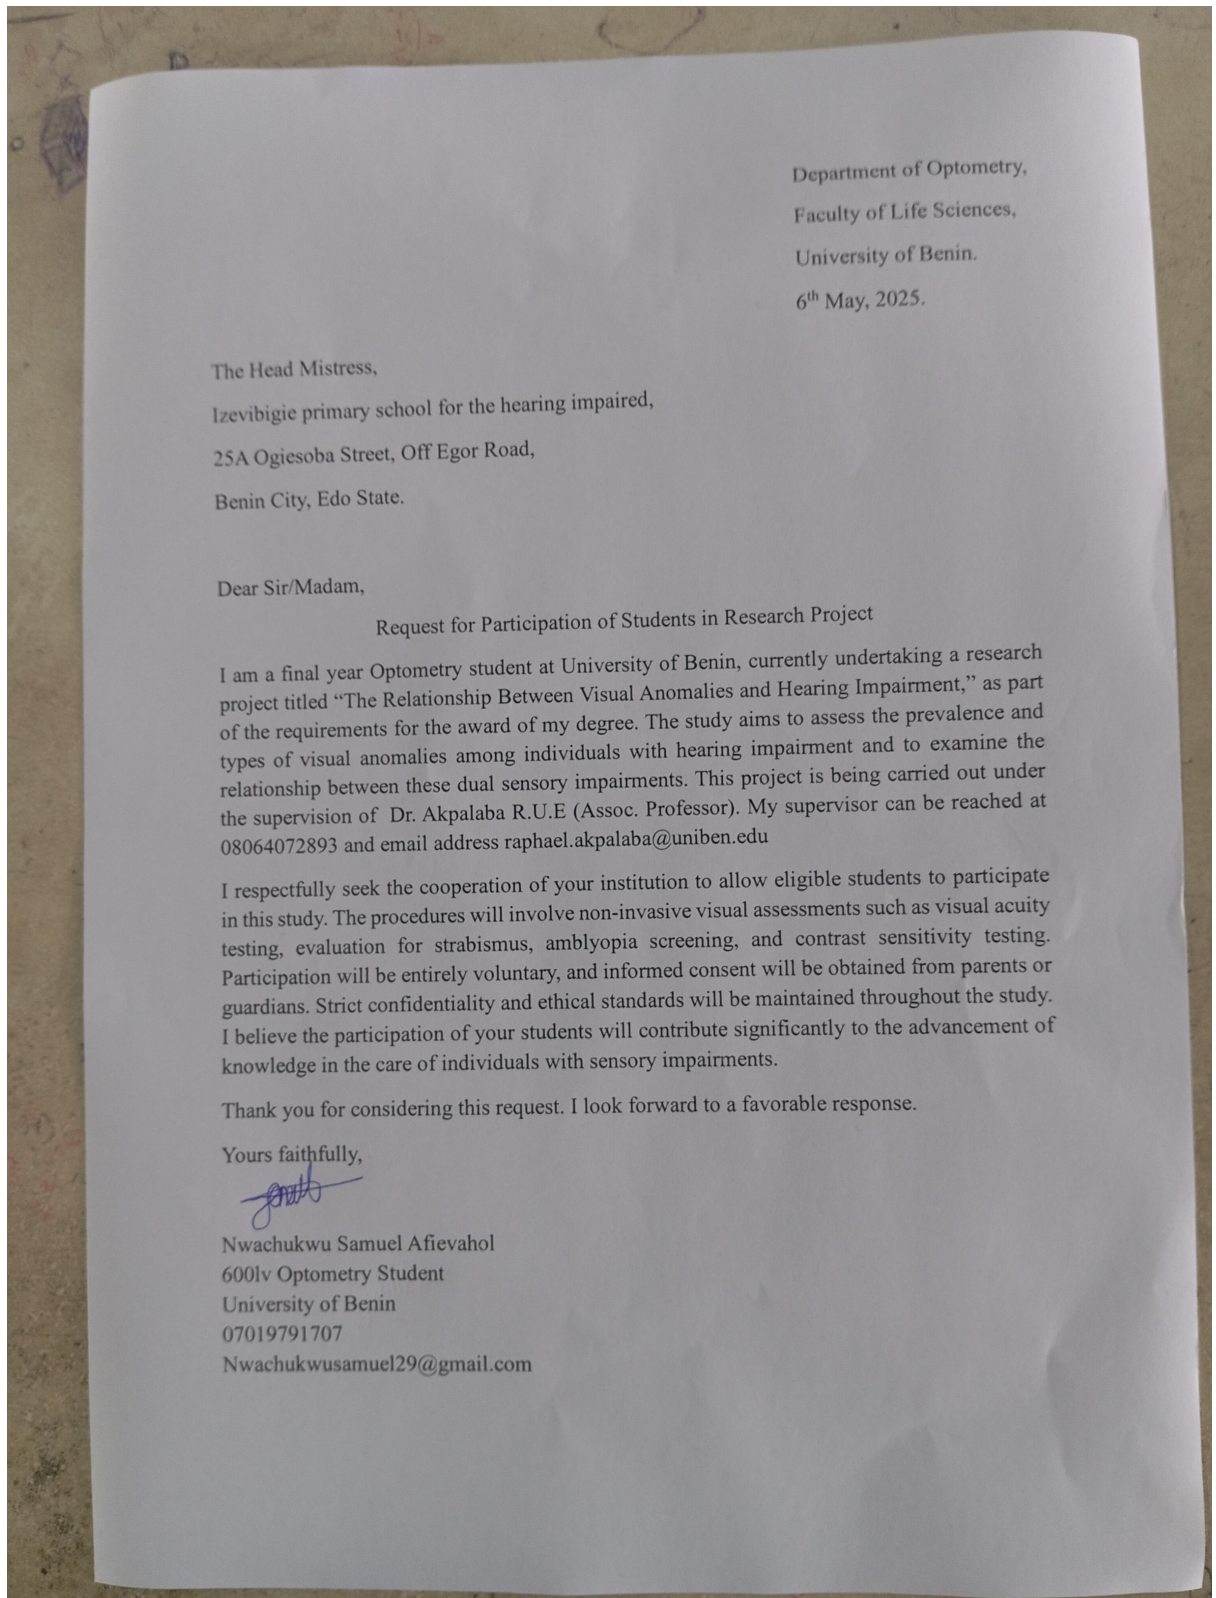 Department of Optometry,
Faculty of Life Sciences,
University of Benin.
6th May, 2025.
The Head Mistress,
Izevibigie primary school for the hearing impaired,
25A Ogiesoba Street, Off Egor Road,
Benin City, Edo State.
Dear Sir/Madam,
Request for Participation of Students in Research Project
I am a final year Optometry student at University of Benin, currently undertaking a research
project titled “The Relationship Between Visual Anomalies and Hearing Impairment,” as part
of the requirements for the award of my degree. The study aims to assess the prevalence and
types of visual anomalies among individuals with hearing impairment and to examine the
relationship between these dual sensory impairments. This project is being carried out under
the supervision of Dr. Akpalaba R.U.E (Assoc. Professor). My supervisor can be reached at
08064072893 and email address raphael.akpalaba@uniben.edu
I respectfully seek the cooperation of your institution to allow eligible students to participate
in this study. The procedures will involve non-invasive visual assessments such as visual acuity
testing, evaluation for strabismus, amblyopia screening, and contrast sensitivity testing.
Participation will be entirely voluntary, and informed consent will be obtained from parents or
guardians. Strict confidentiality and ethical standards will be maintained throughout the study.
I believe the participation of your students will contribute significantly to the advancement of
knowledge in the care of individuals with sensory impairments.
Thank you for considering this request. I look forward to a favorable response.
Yours faithfully,
Nwachukwu Samuel Afievahol
600lv Optometry Student
University of Benin
07019791707
Nwachukwusamuel29@gmail.com